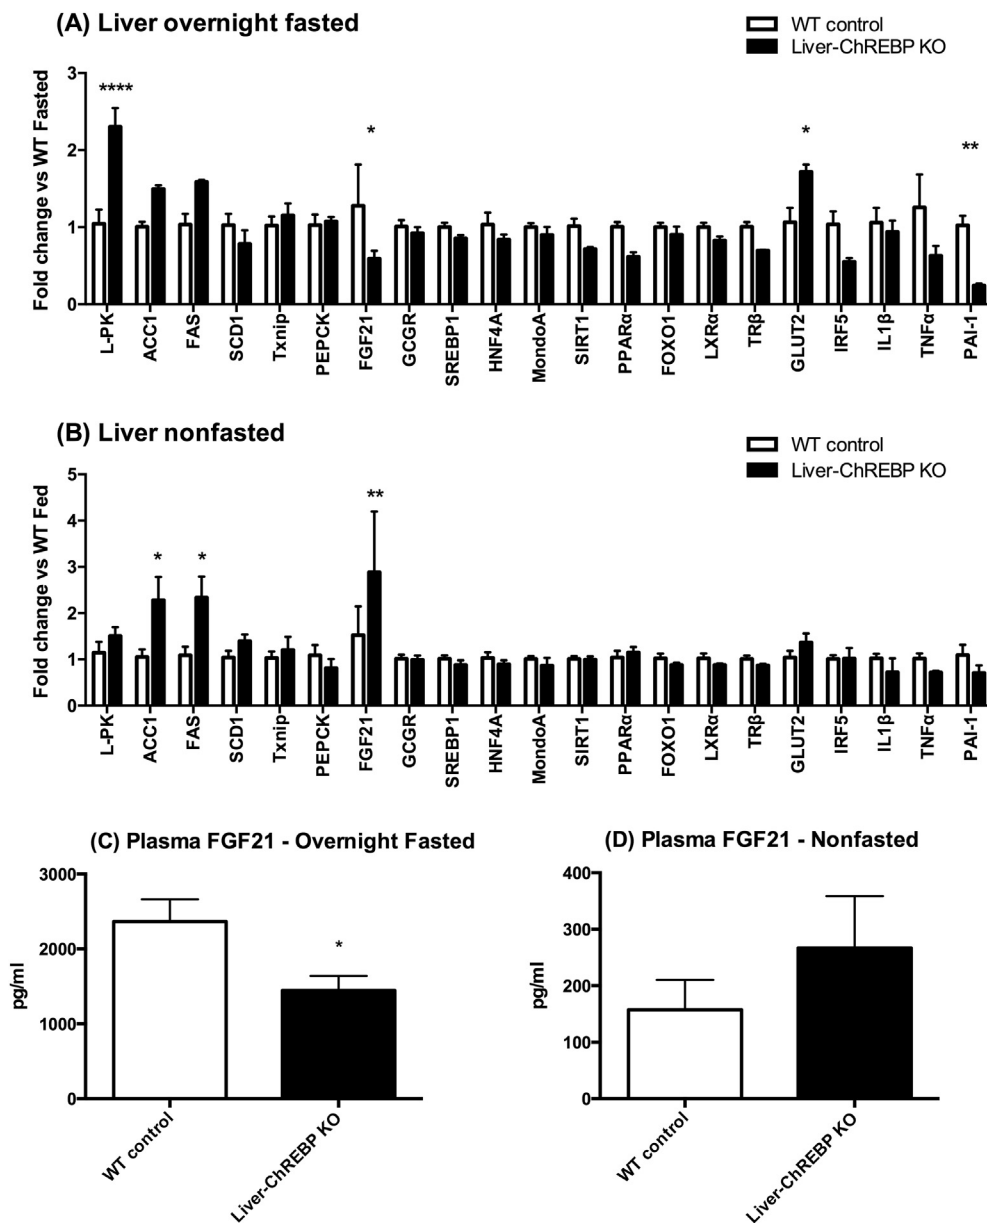 (A) Liver overnight fasted
WT control
Liver-ChREBP KO
Fold change vs WT Fasted
3
2
1
0
****
*
*
**
L-PK
ACC1
FAS
SCD1
Txnip
PEPCK
FGF21
GCGR
SREBP1
HNF4A
MondoA
SIRT1
PPARα
FOXO1
LXRα
TRβ
GLUT2
IRF5
IL1β
TNFα
PAI-1
(B) Liver nonfasted
WT control
Liver-ChREBP KO
Fold change vs WT Fed
5
4
3
2
1
0
*
*
**
L-PK
ACC1
FAS
SCD1
Txnip
PEPCK
FGF21
GCGR
SREBP1
HNF4A
MondoA
SIRT1
PPARα
FOXO1
LXRα
TRβ
GLUT2
IRF5
IL1β
TNFα
PAI-1
(C) Plasma FGF21 - Overnight Fasted
pg/ml
3000
2000
1000
0
*
WT control
Liver-ChREBP KO
(D) Plasma FGF21 - Nonfasted
pg/ml
400
300
200
100
0
WT control
Liver-ChREBP KO